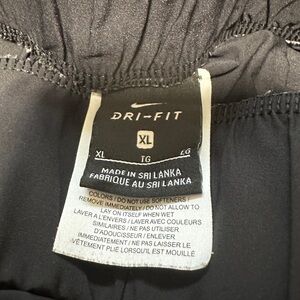 DRI-FIT
XL
XL TG EG
MADE IN SRI LANKA
FABRIQUE AU SRI LANKA
COLORS / DO NOT USE SOFTENERS /
REMOVE IMMEDIATELY / DO NOT ALLOW TO
LAY ON ITSELF WHEN WET
LAVER A L'ENVERS / LAVER AVEC COULEURS
SIMILAIRES / NE PAS UTILISER
D'ADOUCISSEUR / ENLEVER
IMMÉDIATEMENT / NE PAS LAISSER LE
VÊTEMENT PLIÉ LORSQU'IL EST MOUILLÉ